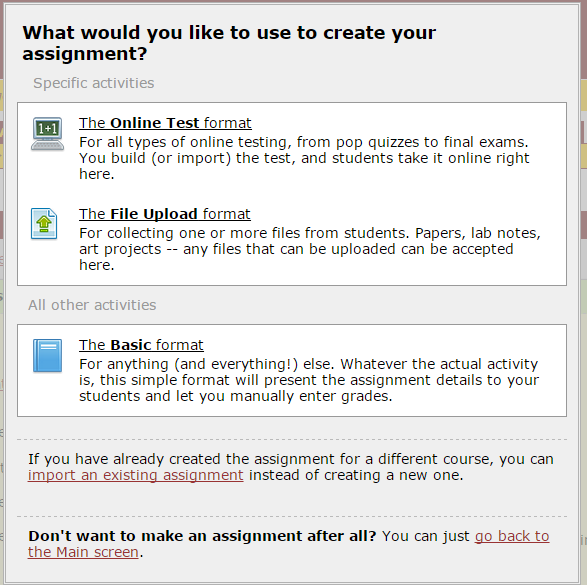 What would you like to use to create your
assignment?
Specific activities
1+1
The Online Test format
For all types of online testing, from pop quizzes to final exams.
You build (or import) the test, and students take it online right
here.
The File Upload format
For collecting one or more files from students. Papers, lab notes,
art projects -- any files that can be uploaded can be accepted
here.
All other activities
The Basic format
For anything (and everything!) else. Whatever the actual activity
is, this simple format will present the assignment details to your
students and let you manually enter grades.
If you have already created the assignment for a different course, you can
import an existing assignment instead of creating a new one.
Don't want to make an assignment after all? You can just go back to
the Main screen.